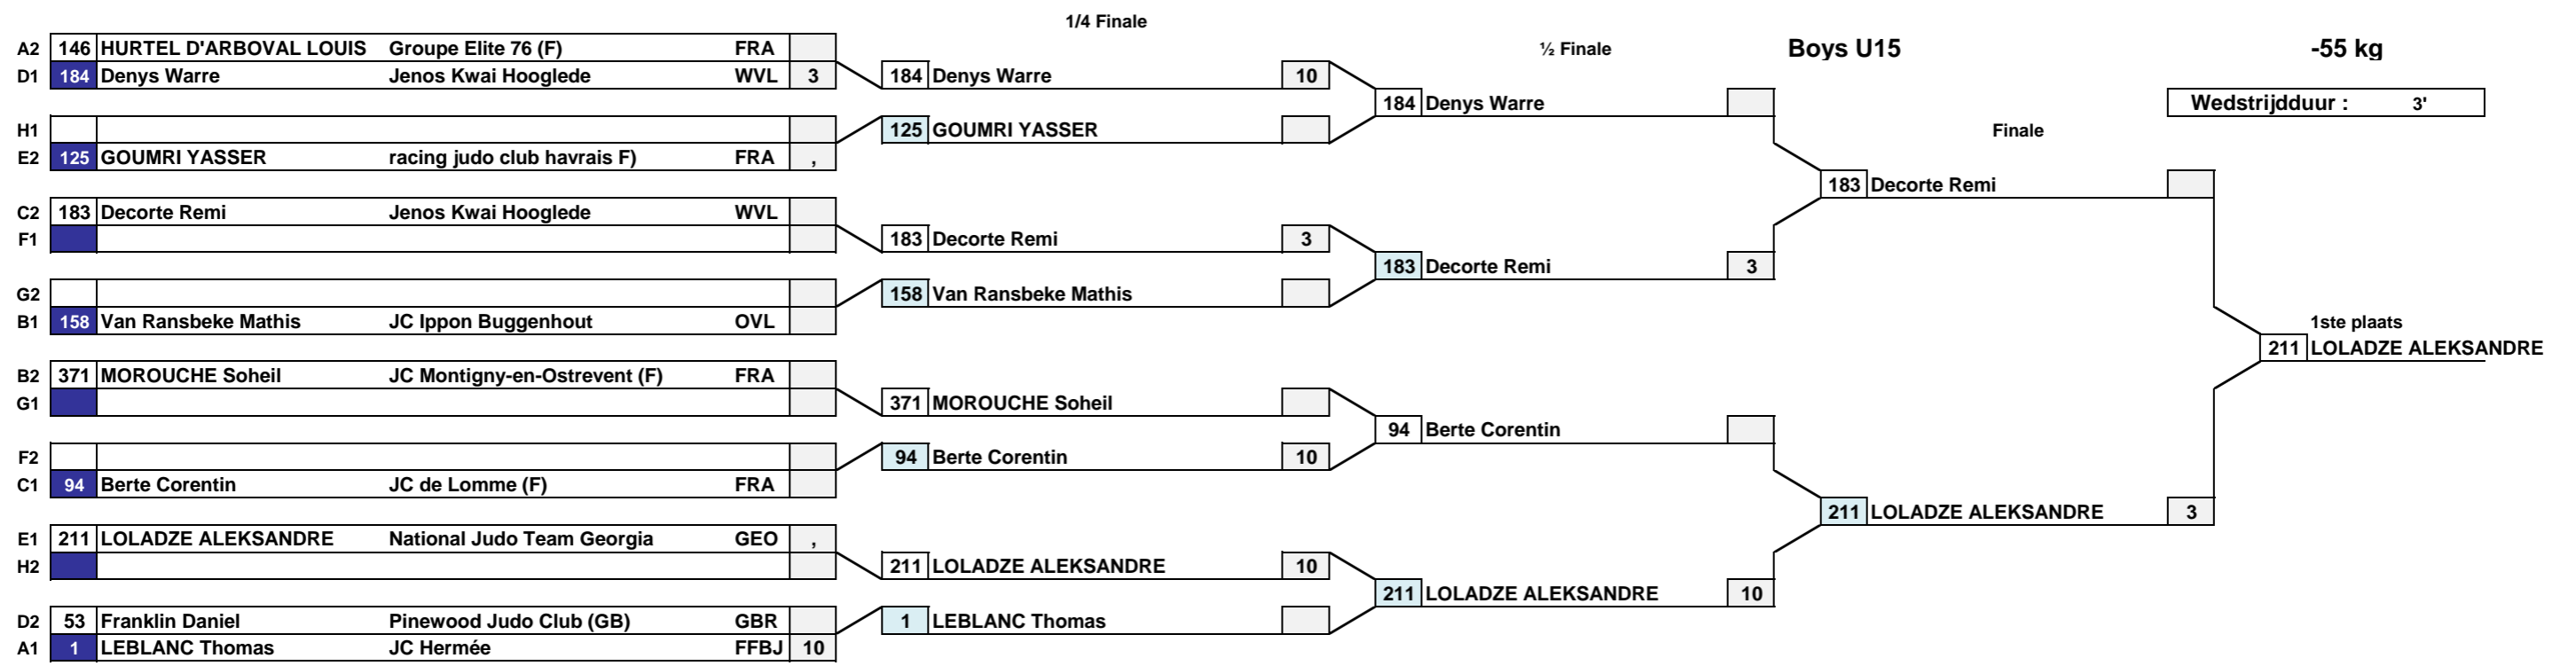 1/4 Finale
A2 146 HURTEL D'ARBOVAL LOUIS Groupe Elite 76 (F) FRA ½ Finale Boys U15 -55 kg
D1 184 Denys Warre Jenos Kwai Hooglede WVL 3 184 Denys Warre 10
184 Denys Warre Wedstrijdduur : 3'
H1 125 GOUMRI YASSER Finale
E2 125 GOUMRI YASSER racing judo club havrais F) FRA ,
183 Decorte Remi
C2 183 Decorte Remi Jenos Kwai Hooglede WVL
F1 183 Decorte Remi 3
183 Decorte Remi 3
G2 158 Van Ransbeke Mathis
B1 158 Van Ransbeke Mathis JC Ippon Buggenhout OVL 1ste plaats
211 LOLADZE ALEKSANDRE
B2 371 MOROUCHE Soheil JC Montigny-en-Ostrevent (F) FRA
G1 371 MOROUCHE Soheil
94 Berte Corentin
F2 94 Berte Corentin 10
C1 94 Berte Corentin JC de Lomme (F) FRA
211 LOLADZE ALEKSANDRE 3
E1 211 LOLADZE ALEKSANDRE National Judo Team Georgia GEO ,
H2 211 LOLADZE ALEKSANDRE 10
211 LOLADZE ALEKSANDRE 10
D2 53 Franklin Daniel Pinewood Judo Club (GB) GBR 1 LEBLANC Thomas
A1 1 LEBLANC Thomas JC Hermée FFBJ 10